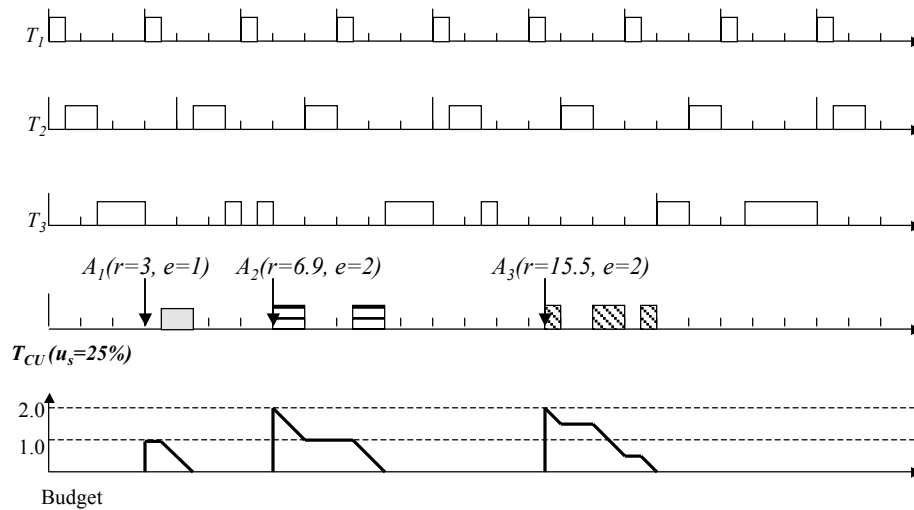 T1
T2
T3
A1(r=3, e=1) A2(r=6.9, e=2) A3(r=15.5, e=2)
TCU (us=25%)
2.0
1.0
Budget